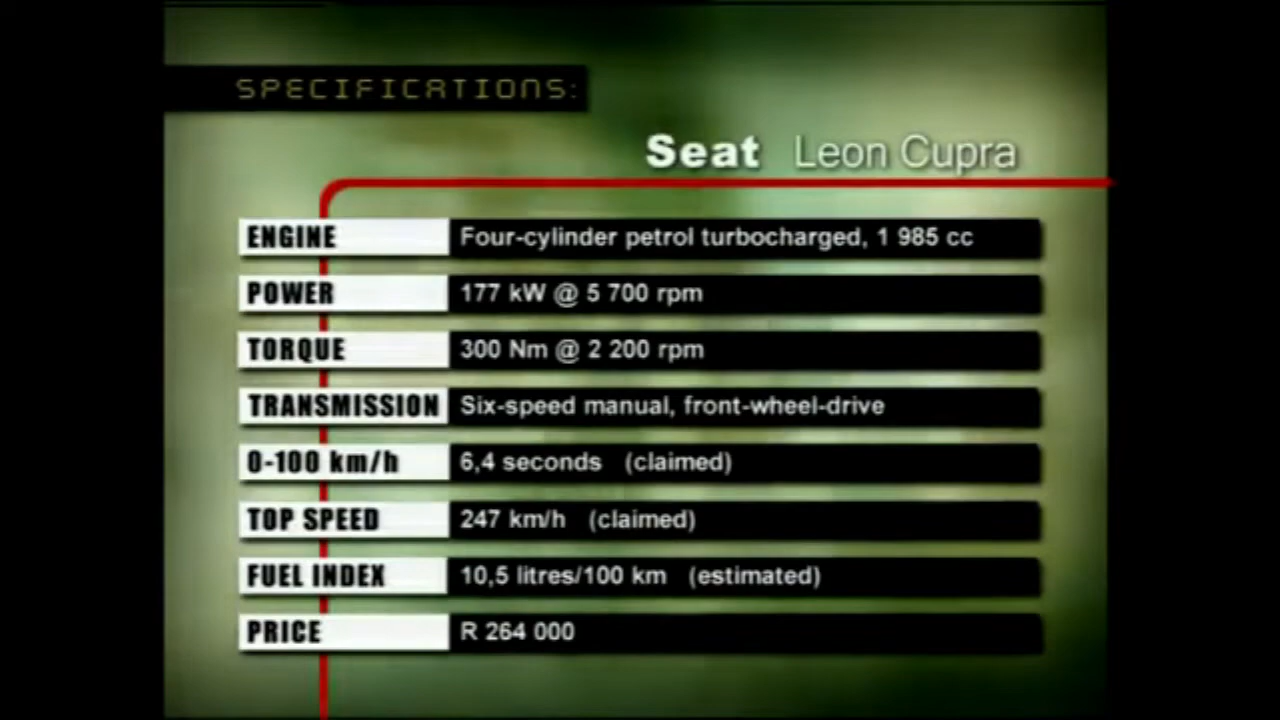 SPECIFICATIONS:
Seat Leon Cupra
ENGINE Four-cylinder petrol turbocharged, 1 985 cc
POWER 177 kW @ 5 700 rpm
TORQUE 300 Nm @ 2 200 rpm
TRANSMISSION Six-speed manual, front-wheel-drive
0-100 km/h 6,4 seconds (claimed)
TOP SPEED 247 km/h (claimed)
FUEL INDEX 10,5 litres/100 km (estimated)
PRICE R 264 000